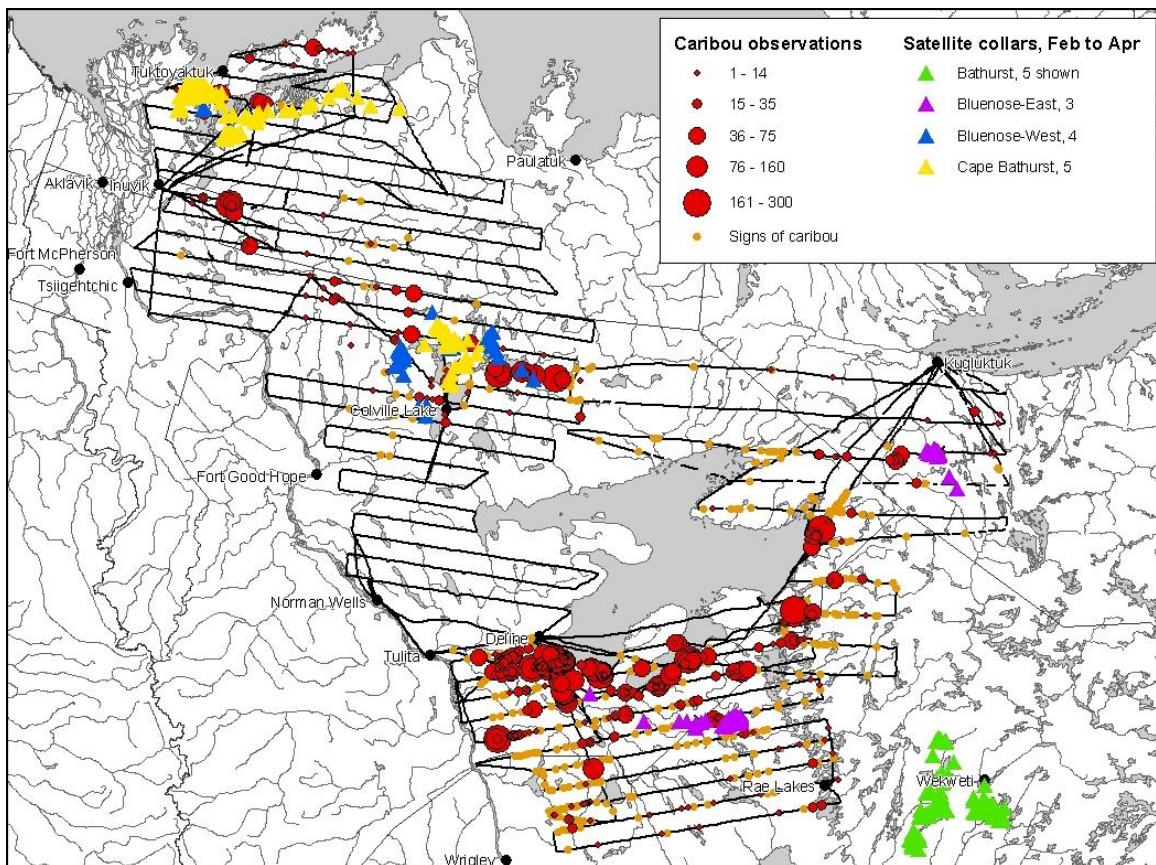 Caribou observations
1 - 14
15 - 35
36 - 75
76 - 160
161 - 300
Signs of caribou
Satellite collars, Feb to Apr
Bathurst, 5 shown
Bluenose-East, 3
Bluenose-West, 4
Cape Bathurst, 5
Tuktoyaktuk
Paulatuk
Aklavik
Inuvik
Fort McPherson
Tsiigehtchic
Kugluktuk
Colville Lake
Fort Good Hope
Norman Wells
Deline
Tulita
Wekweti
Rae Lakes
Wrigley